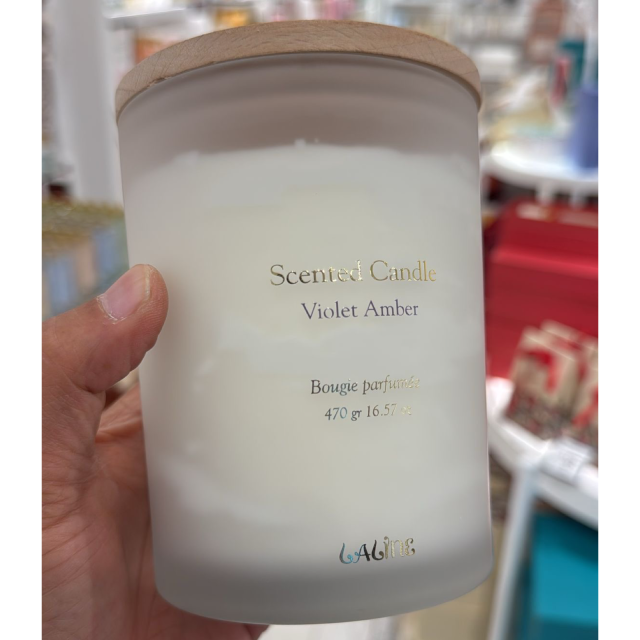 Scented Candle
Violet Amber
Bougie parfumée
470 gr 16.57 oz
LALINE